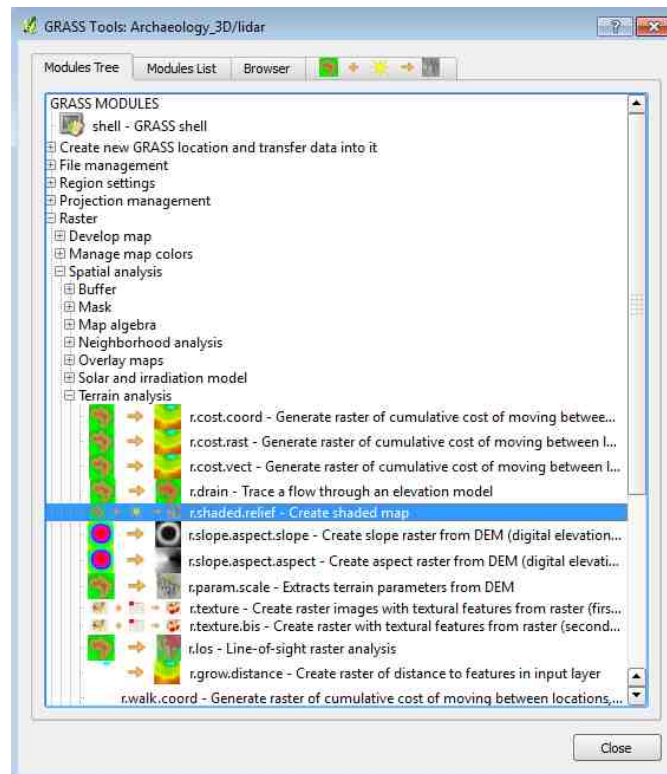 GRASS Tools: Archaeology_3D/lidar
Modules Tree Modules List Browser
GRASS MODULES
shell - GRASS shell
Create new GRASS location and transfer data into it
File management
Region settings
Projection management
Raster
Develop map
Manage map colors
Spatial analysis
Buffer
Mask
Map algebra
Neighborhood analysis
Overlay maps
Solar and irradiation model
Terrain analysis
r.cost.coord - Generate raster of cumulative cost of moving betwee...
r.cost.rast - Generate raster of cumulative cost of moving between l...
r.cost.vect - Generate raster of cumulative cost of moving between l...
r.drain - Trace a flow through an elevation model
r.shaded.relief - Create shaded map
r.slope.aspect.slope - Create slope raster from DEM (digital elevation...
r.slope.aspect.aspect - Create aspect raster from DEM (digital elevati...
r.param.scale - Extracts terrain parameters from DEM
r.texture - Create raster images with textural features from raster (firs...
r.texture.bis - Create raster with textural features from raster (second...
r.los - Line-of-sight raster analysis
r.grow.distance - Create raster of distance to features in input layer
r.walk.coord - Generate raster of cumulative cost of moving between locations,...
Close